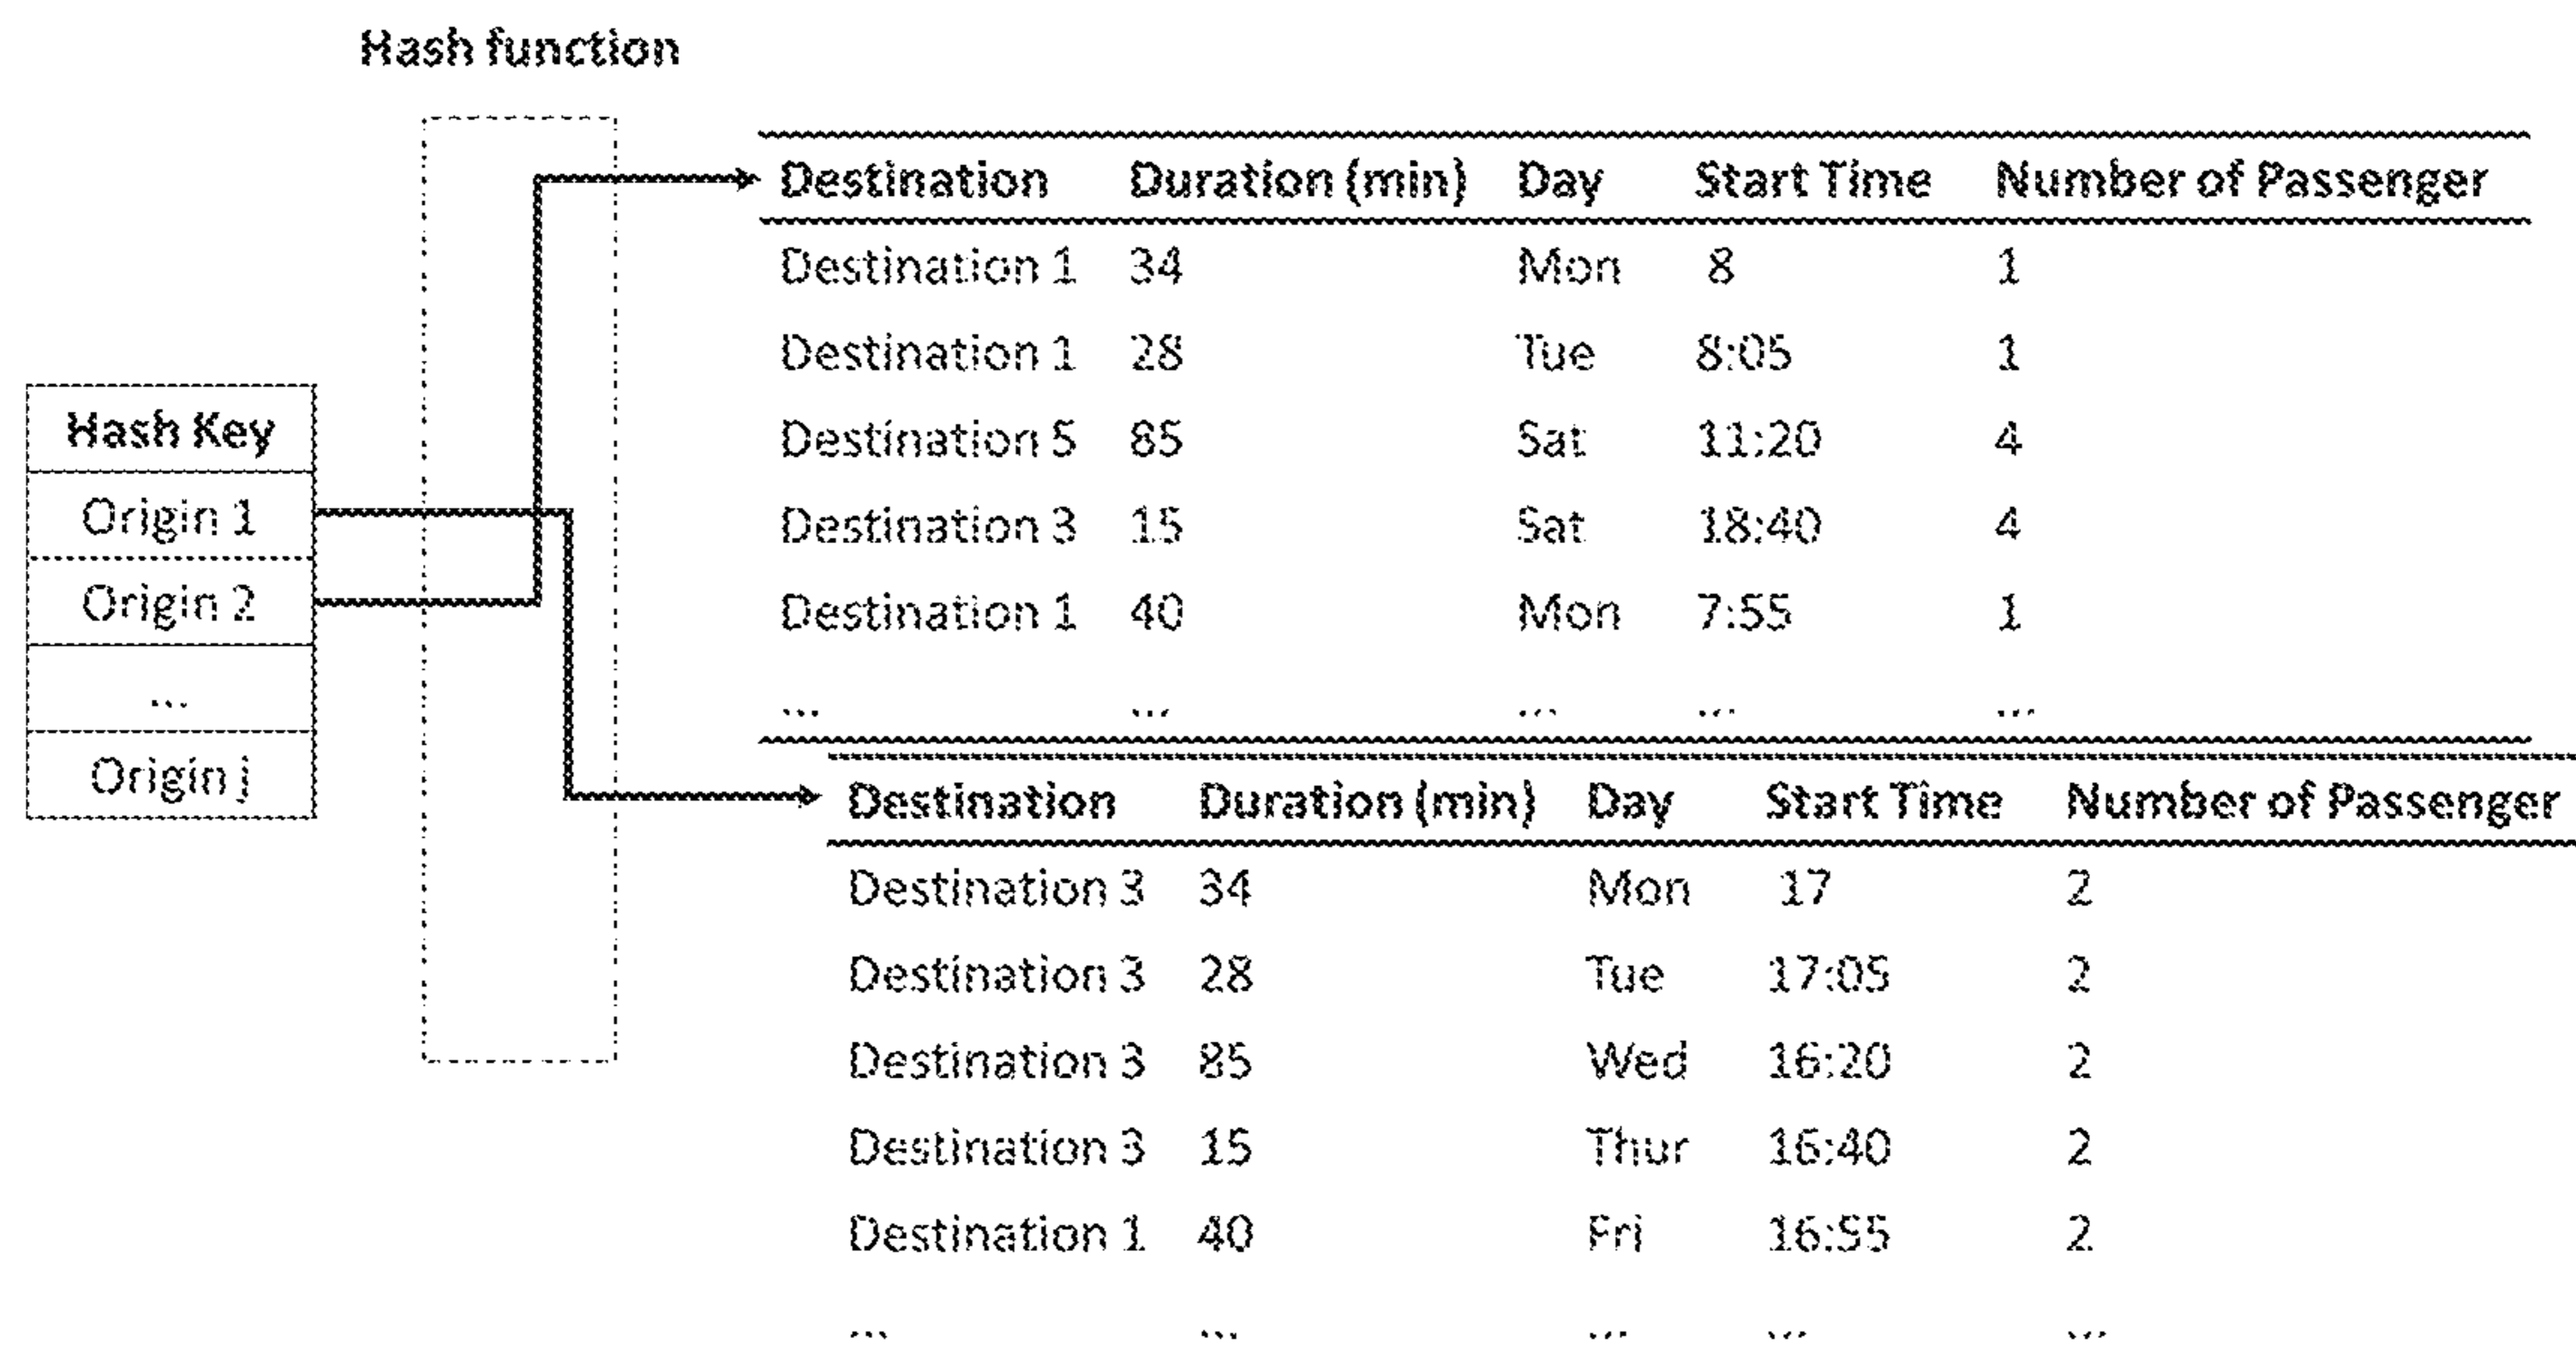 Hash function
Destination Duration (min) Day Start Time Number of Passenger
Destination 1 34 Mon 8 1
Destination 1 28 Tue 8:05 1
Destination 5 85 Sat 11:20 4
Destination 3 15 Sat 18:40 4
Destination 1 40 Mon 7:55 1
... ... ... ... ...
Hash Key
Origin 1
Origin 2
...
Origin j
Destination Duration (min) Day Start Time Number of Passenger
Destination 3 34 Mon 17 2
Destination 3 28 Tue 17:05 2
Destination 3 85 Wed 16:20 2
Destination 3 15 Thur 16:40 2
Destination 1 40 Fri 16:55 2
... ... ... ... ...